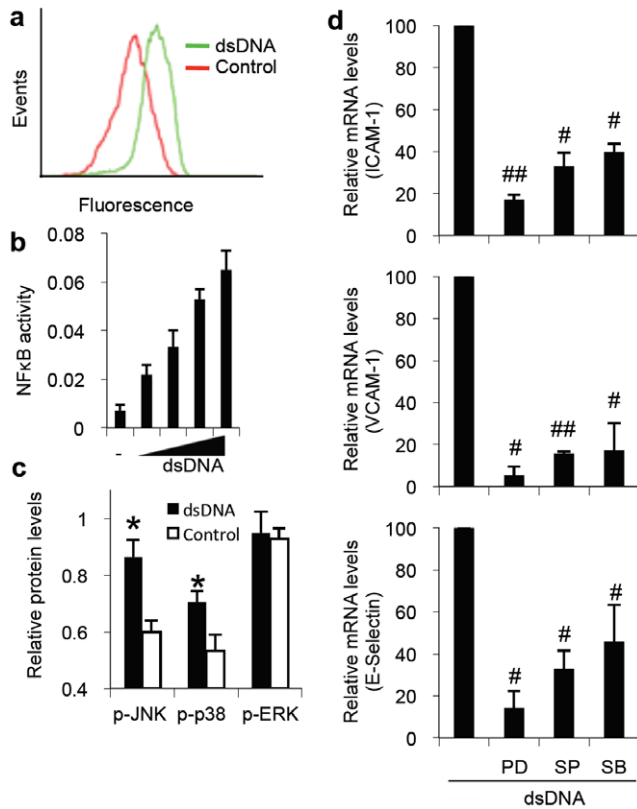 a
dsDNA
Control
Events
Fluorescence
b
0.08
0.06
0.04
0.02
0
NFκB activity
-
dsDNA
c
dsDNA
Control
1
0.8
0.6
0.4
Relative protein levels
*
*
p-JNK p-p38 p-ERK
d
100
80
60
40
20
0
Relative mRNA levels
(ICAM-1)
## # #
100
80
60
40
20
0
Relative mRNA levels
(VCAM-1)
# ## #
100
80
60
40
20
0
Relative mRNA levels
(E-Selectin)
# # #
PD SP SB
dsDNA